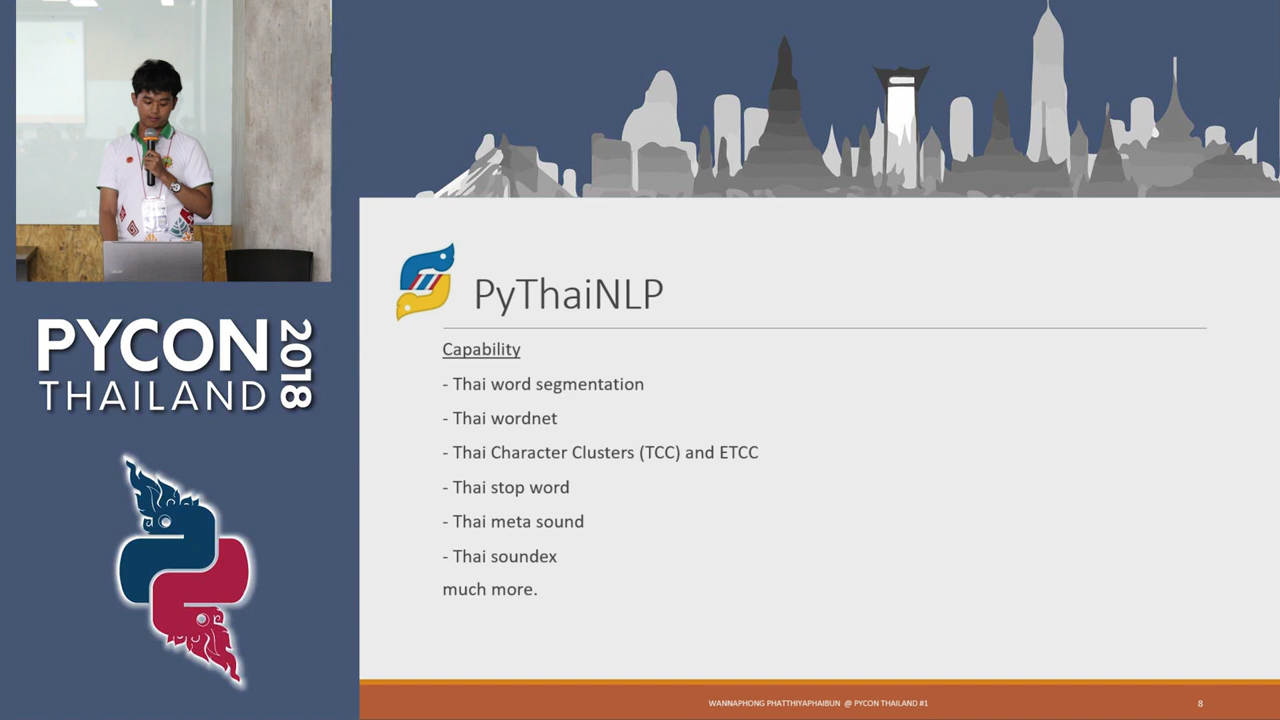 PYCON
THAILAND
2018
PyThaiNLP
Capability
- Thai word segmentation
- Thai wordnet
- Thai Character Clusters (TCC) and ETCC
- Thai stop word
- Thai meta sound
- Thai soundex
much more.
WANNAPHONG PHATTHIYAPHAIBUN @ PYCON THAILAND #1
8